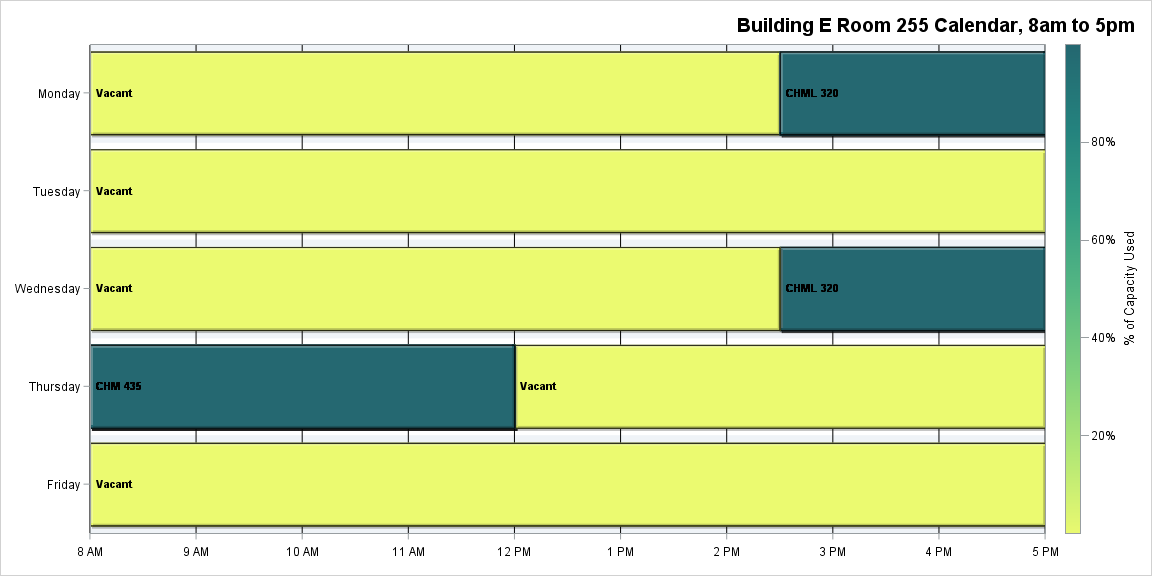 Building E Room 255 Calendar, 8am to 5pm
Monday
Vacant
CHML 320
Tuesday
Vacant
Wednesday
Vacant
CHML 320
Thursday
CHM 435
Vacant
Friday
Vacant
8 AM
9 AM
10 AM
11 AM
12 PM
1 PM
2 PM
3 PM
4 PM
5 PM
80%
60%
40%
20%
% of Capacity Used